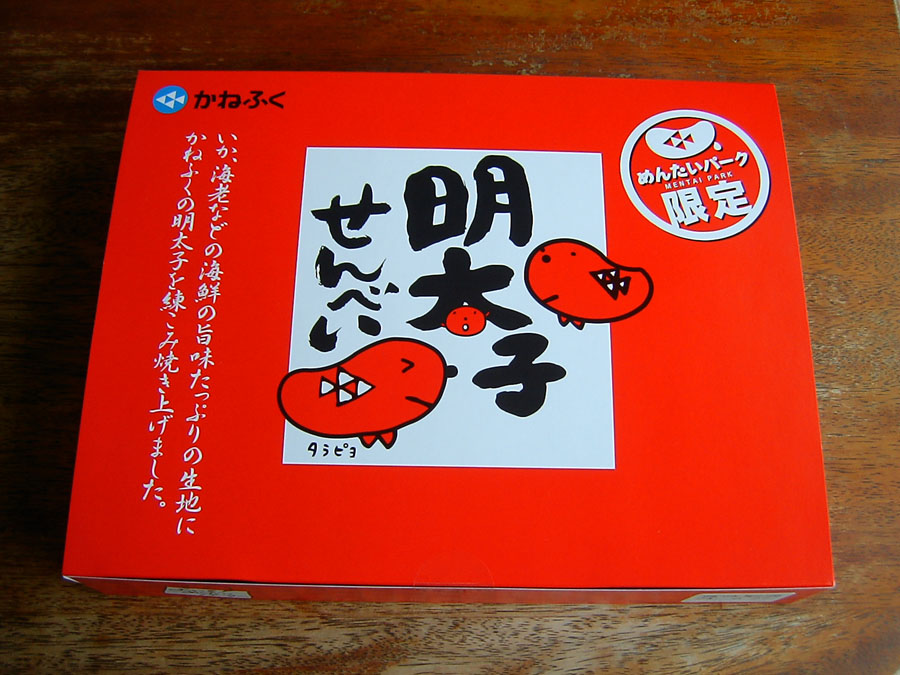 かねふく
めんたいパーク
MENTAI PARK
限定
明太子
せんべい
タラピヨ
いか、海老などの海鮮の旨味たっぷりの生地に
かねふくの明太子を練こみ焼き上げました。